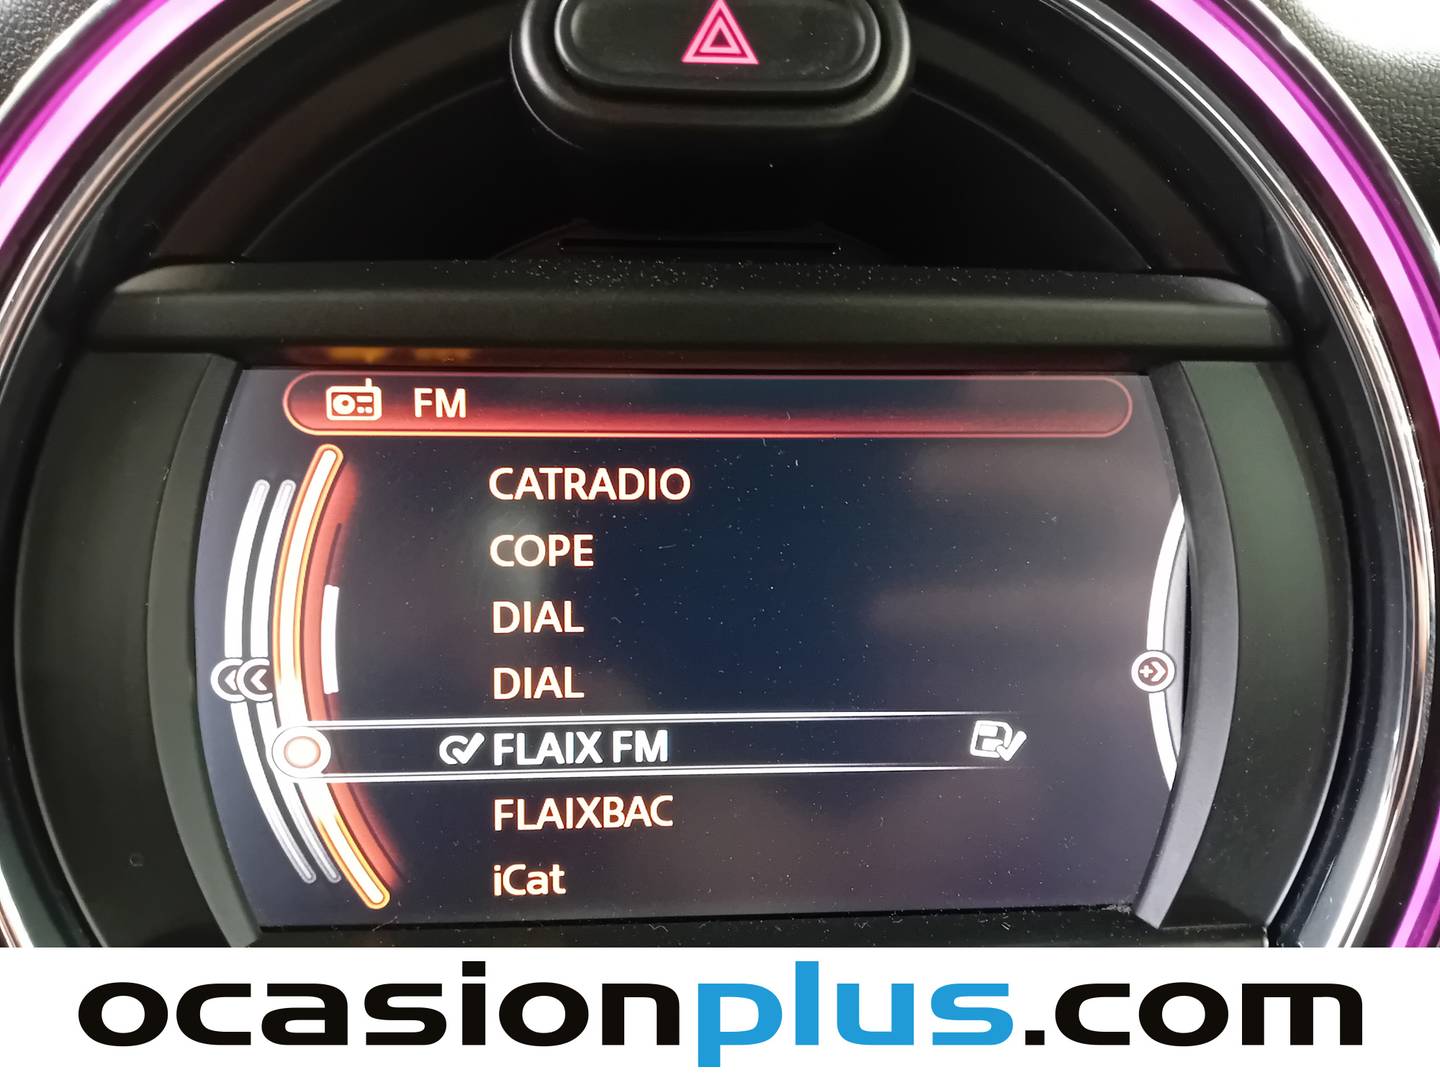 FM
CATRADIO
COPE
DIAL
DIAL
FLAIX FM
FLAIXBAC
iCat
ocasionplus.com